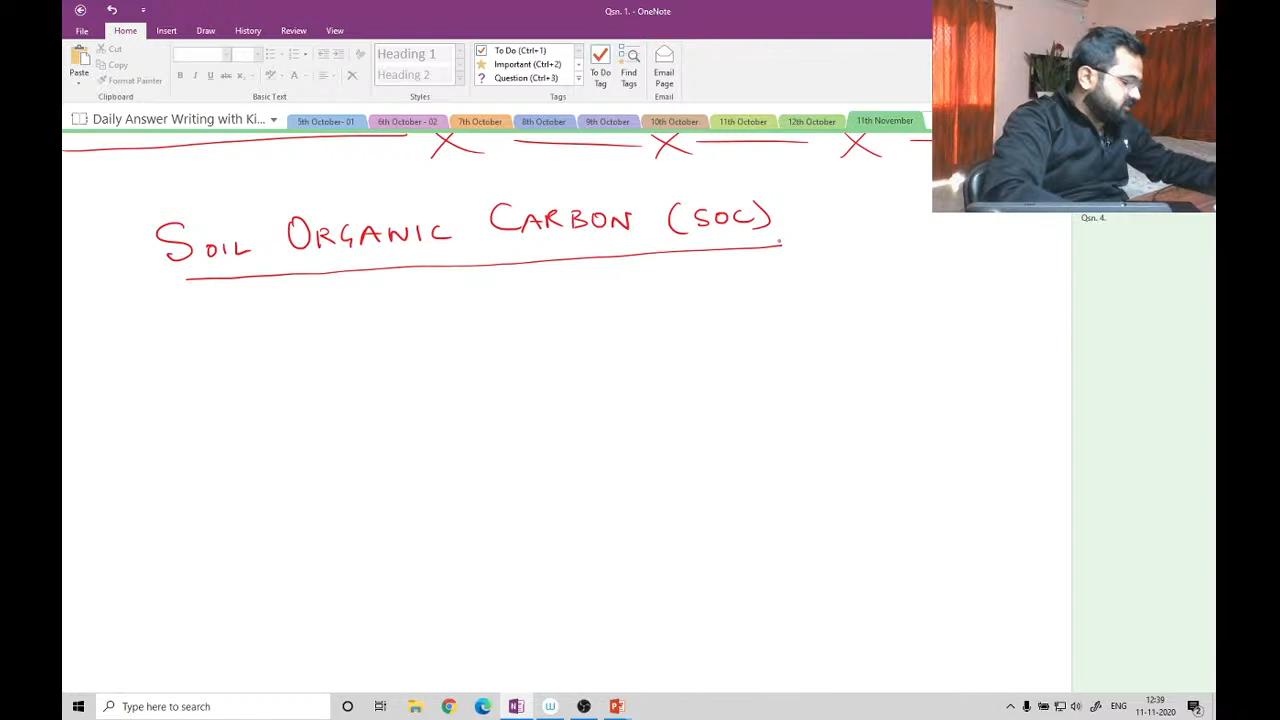 Qsn. 1. - OneNote
File Home Insert Draw History Review View
Paste
Cut
Copy
Format Painter
Clipboard
B I U abc X₂ A
Basic Text
Heading 1
Heading 2
Styles
To Do (Ctrl+1)
Important (Ctrl+2)
Question (Ctrl+3)
To Do Tag
Find Tags
Tags
Email Page
Email
Daily Answer Writing with Ki... 5th October- 01 6th October - 02 7th October 8th October 9th October 10th October 11th October 12th October 11th November
Qsn. 4.
SOIL ORGANIC CARBON (SOC)
Type here to search
ENG
12:39
11-11-2020
2